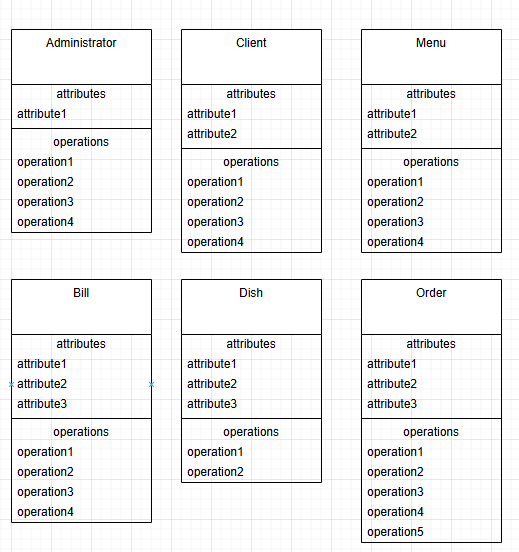 Administrator
attributes
attribute1
operations
operation1
operation2
operation3
operation4
Client
attributes
attribute1
attribute2
operations
operation1
operation2
operation3
operation4
Menu
attributes
attribute1
attribute2
operations
operation1
operation2
operation3
operation4
Bill
attributes
attribute1
attribute2
attribute3
operations
operation1
operation2
operation3
operation4
Dish
attributes
attribute1
attribute2
attribute3
operations
operation1
operation2
Order
attributes
attribute1
attribute2
attribute3
operations
operation1
operation2
operation3
operation4
operation5